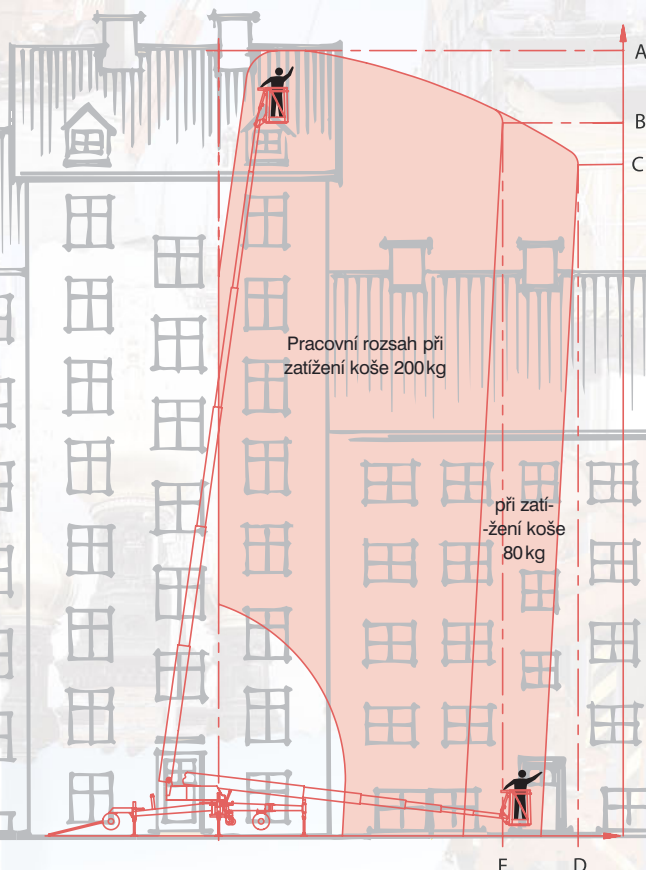 A
B
C
Pracovní rozsah při
zatížení koše 200 kg
při zatí-
-žení koše
80 kg
E
D